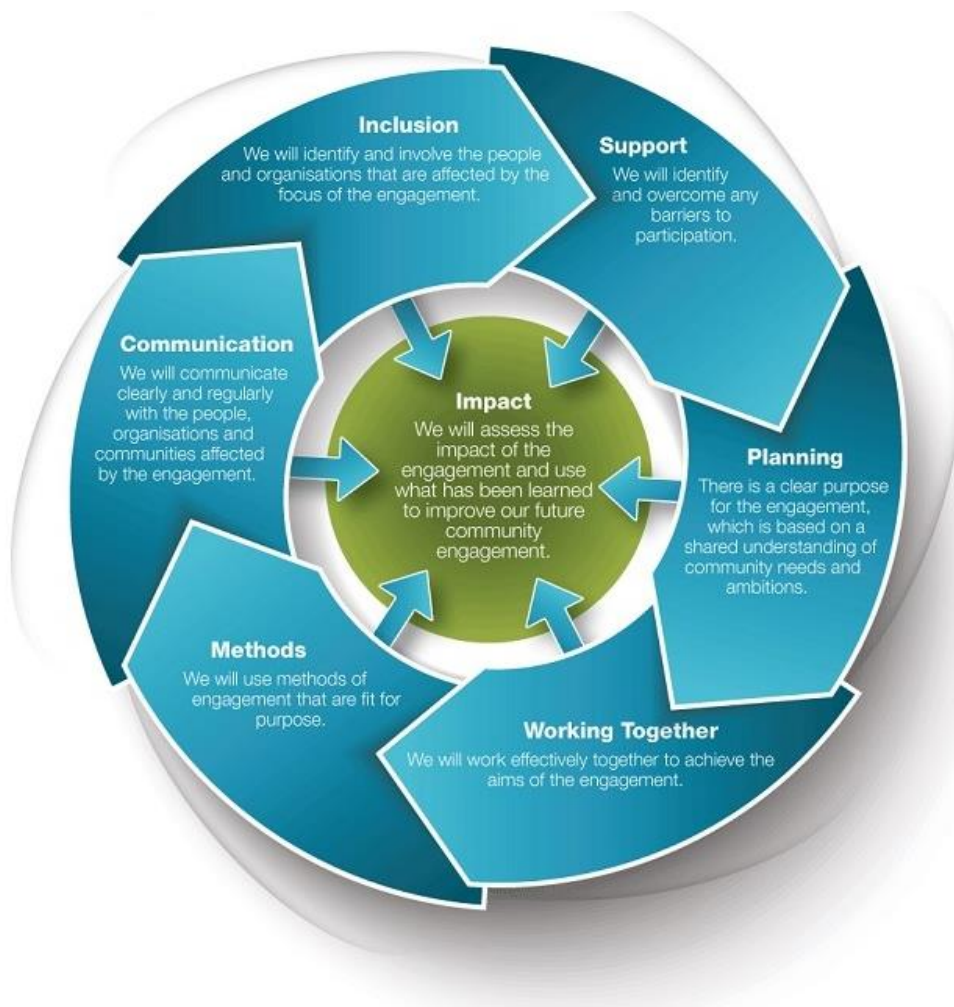 Inclusion
We will identify and involve the people
and organisations that are affected by the
focus of the engagement.
Support
We will identify
and overcome any
barriers to
participation.
Planning
There is a clear purpose
for the engagement,
which is based on a
shared understanding of
community needs and
ambitions.
Working Together
We will work effectively together to achieve the
aims of the engagement.
Methods
We will use methods of
engagement that are fit for
purpose.
Communication
We will communicate
clearly and regularly
with the people,
organisations and
communities affected
by the engagement.
Impact
We will assess the
impact of the
engagement and use
what has been learned
to improve our future
community
engagement.